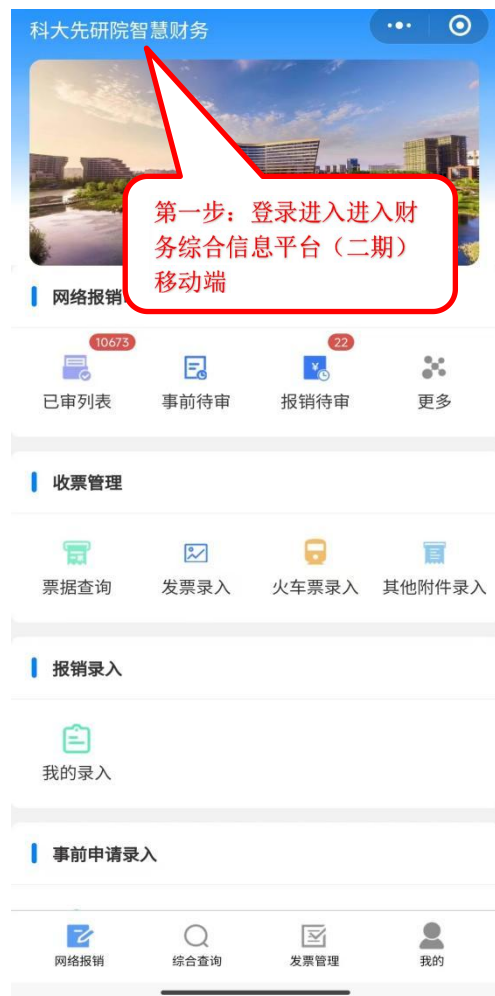 科大先研院智慧财务
第一步：登录进入进入财
务综合信息平台（二期）
移动端
网络报销
10673
22
已审列表 事前待审 报销待审 更多
收票管理
票据查询 发票录入 火车票录入 其他附件录入
报销录入
我的录入
事前申请录入
网络报销 综合查询 发票管理 我的